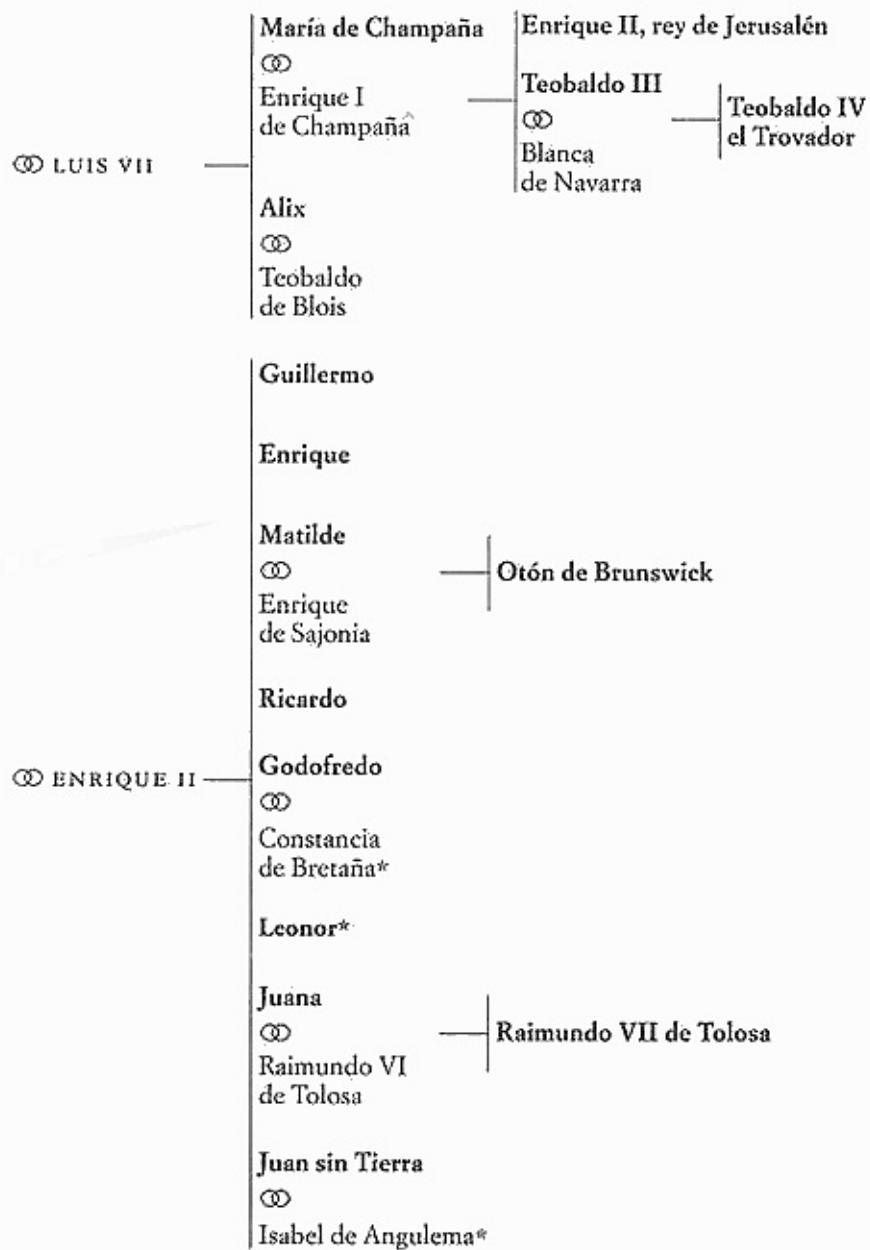 María de Champaña
Enrique I
de Champaña
Enrique II, rey de Jerusalén
Teobaldo III
Blanca
de Navarra
Teobaldo IV
el Trovador
LUIS VII
Alix
Teobaldo
de Blois
Guillermo
Enrique
Matilde
Enrique
de Sajonia
Otón de Brunswick
Ricardo
ENRIQUE II
Godofredo
Constancia
de Bretaña*
Leonor*
Juana
Raimundo VI
de Tolosa
Raimundo VII de Tolosa
Juan sin Tierra
Isabel de Angulema*